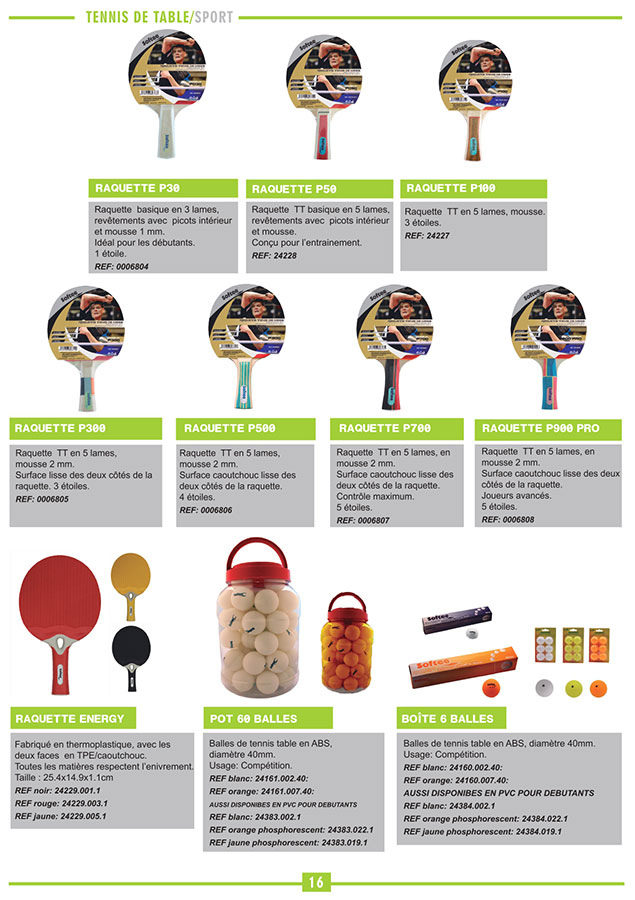 TENNIS DE TABLE/SPORT
Softee
Softee
Softee
RAQUETTE P30
Raquette basique en 3 lames,
revêtements avec picots intérieur
et mousse 1 mm.
Idéal pour les débutants.
1 étoile.
REF: 0006804
RAQUETTE P50
Raquette TT basique en 5 lames,
revêtements avec picots intérieur
et mousse.
Conçu pour l'entrainement.
REF: 24228
RAQUETTE P100
Raquette TT en 5 lames, mousse.
3 étoiles.
REF: 24227
Softee
Softee
Softee
Softee
RAQUETTE P300
Raquette TT en 5 lames,
mousse 2 mm.
Surface lisse des deux côtés de la
raquette. 3 étoiles.
REF: 0006805
RAQUETTE P500
Raquette TT en 5 lames,
mousse 2 mm.
Surface caoutchouc lisse des
deux côtés de la raquette.
4 étoiles.
REF: 0006806
RAQUETTE P700
Raquette TT en 5 lames, en
mousse 2 mm.
Surface caoutchouc lisse des
deux côtés de la raquette.
Contrôle maximum.
5 étoiles.
REF: 0006807
RAQUETTE P900 PRO
Raquette TT en 5 lames, en
mousse 2 mm.
Surface caoutchouc lisse des deux
côtés de la raquette.
Joueurs avancés.
5 étoiles.
REF: 0006808
Softee
Softee
RAQUETTE ENERGY
Fabriqué en thermoplastique, avec les
deux faces en TPE/caoutchouc.
Toutes les matières respectent l'enivrement.
Taille : 25.4x14.9x1.1cm
REF noir: 24229.001.1
REF rouge: 24229.003.1
REF jaune: 24229.005.1
POT 60 BALLES
Balles de tennis table en ABS,
diamètre 40mm.
Usage: Compétition.
REF blanc: 24161.002.40:
REF orange: 24161.007.40:
AUSSI DISPONIBES EN PVC POUR DEBUTANTS
REF blanc: 24383.002.1
REF orange phosphorescent: 24383.022.1
REF jaune phosphorescent: 24383.019.1
BOÎTE 6 BALLES
Balles de tennis table en ABS, diamètre 40mm.
Usage: Compétition.
REF blanc: 24160.002.40:
REF orange: 24160.007.40:
AUSSI DISPONIBES EN PVC POUR DEBUTANTS
REF blanc: 24384.002.1
REF orange phosphorescent: 24384.022.1
REF jaune phosphorescent: 24384.019.1
16